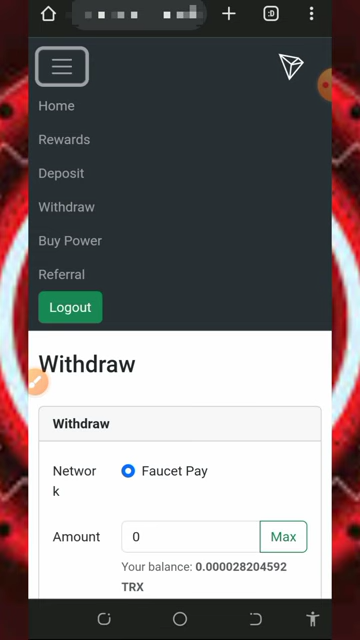 :D
Home
Rewards
Deposit
Withdraw
Buy Power
Referral
Logout
Withdraw
Withdraw
Networ
k
Faucet Pay
Amount
0
Max
Your balance: 0.000028204592
TRX